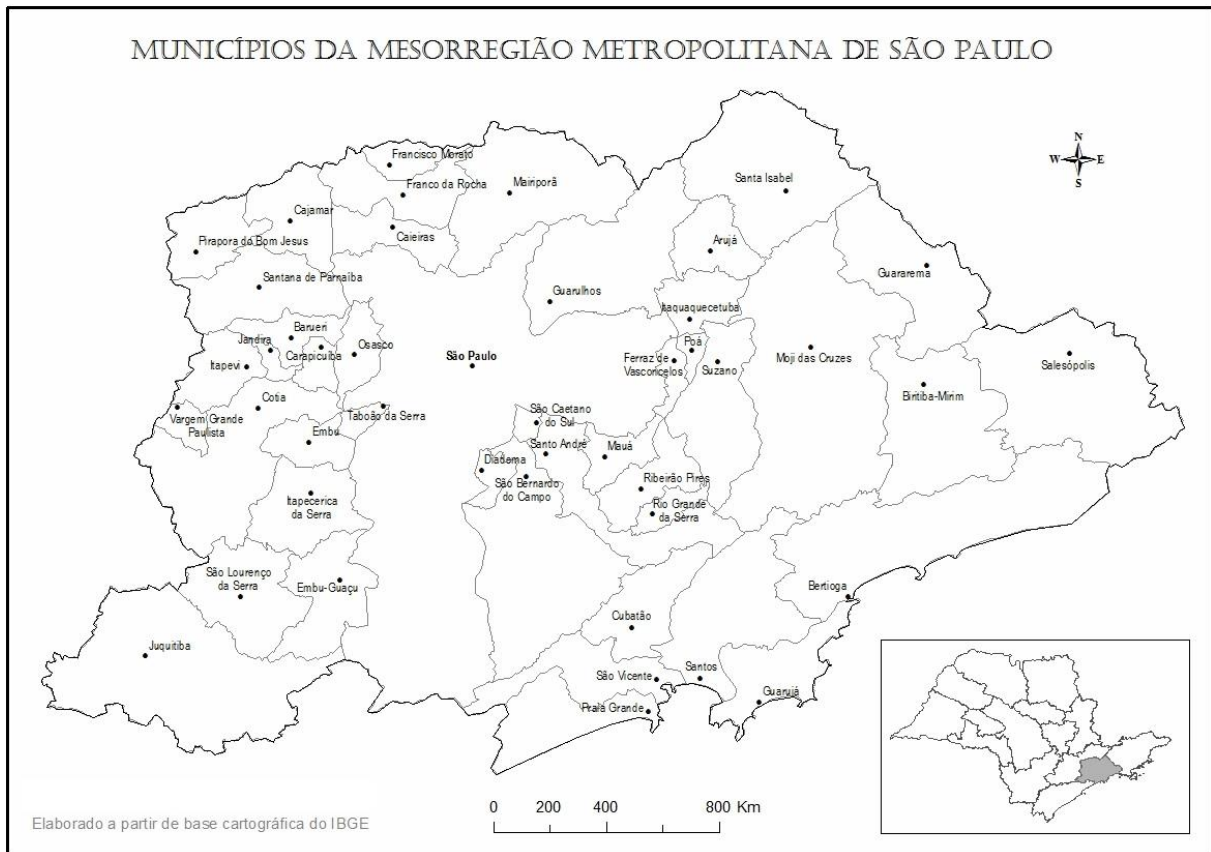 MUNICÍPIOS DA MESORREGIÃO METROPOLITANA DE SÃO PAULO
N
W E
S
Francisco Morato
Franco da Rocha
Mairiporã
Santa Isabel
Cajamar
Caieiras
Pirapora do Bom Jesus
Arujá
Guararema
Santana de Parnaíba
Guarulhos
Itaquaquecetuba
Barueri
Jandira
Carapicuíba
Osasco
São Paulo
Poá
Ferraz de
Vasconcelos
Suzano
Moji das Cruzes
Salesópolis
Itapevi
Biritiba-Mirim
Cotia
Vargem Grande
Paulista
Taboão da Serra
São Caetano
do Sul
Embu
Santo André
Mauá
Diadema
São Bernardo
do Campo
Ribeirão Pires
Itapecerica
da Serra
Rio Grande
da Serra
São Lourenço
da Serra
Embu-Guaçu
Bertioga
Cubatão
Juquitiba
São Vicente
Santos
Guarujá
Praia Grande
0 200 400 800 Km
Elaborado a partir de base cartográfica do IBGE